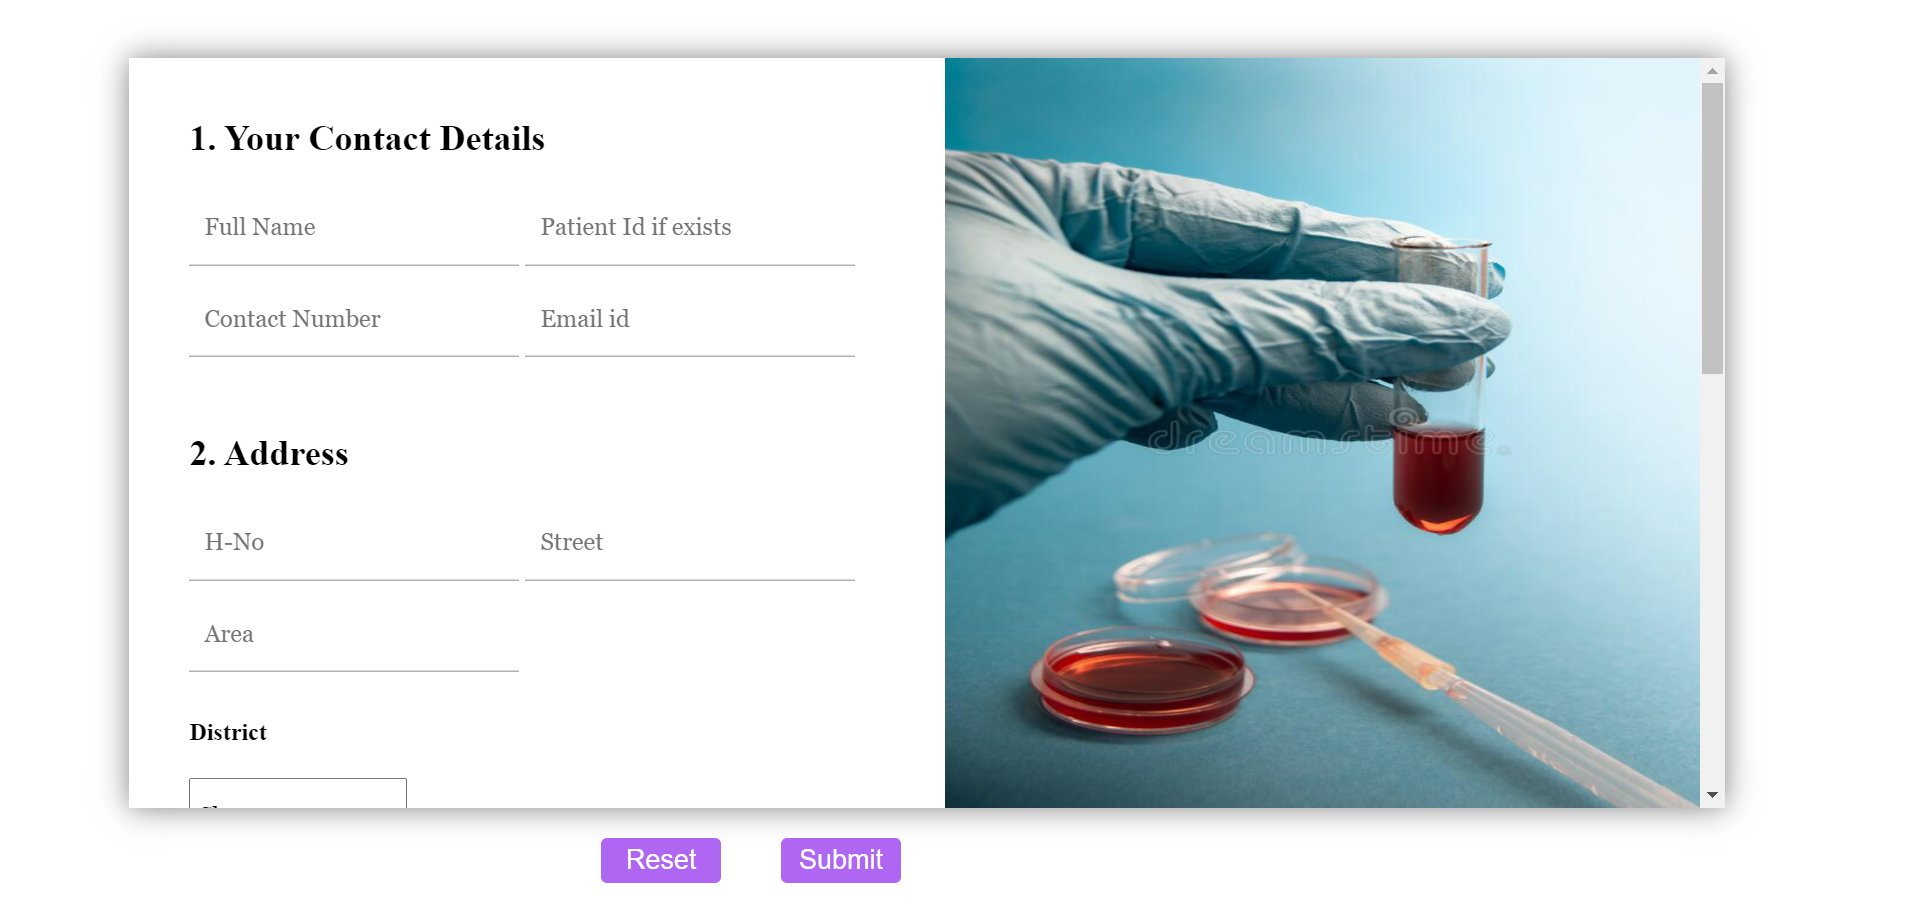 1. Your Contact Details
Full Name
Patient Id if exists
Contact Number
Email id
2. Address
H-No
Street
Area
District
dreamstime
Reset
Submit